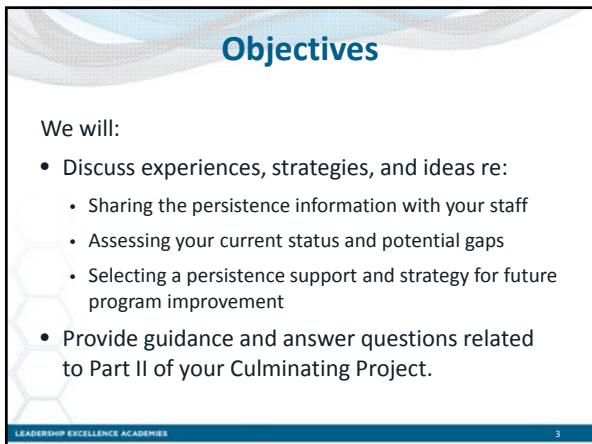 Objectives
We will:
• Discuss experiences, strategies, and ideas re:
• Sharing the persistence information with your staff
• Assessing your current status and potential gaps
• Selecting a persistence support and strategy for future
program improvement
• Provide guidance and answer questions related
to Part II of your Culminating Project.
LEADERSHIP EXCELLENCE ACADEMIES
3